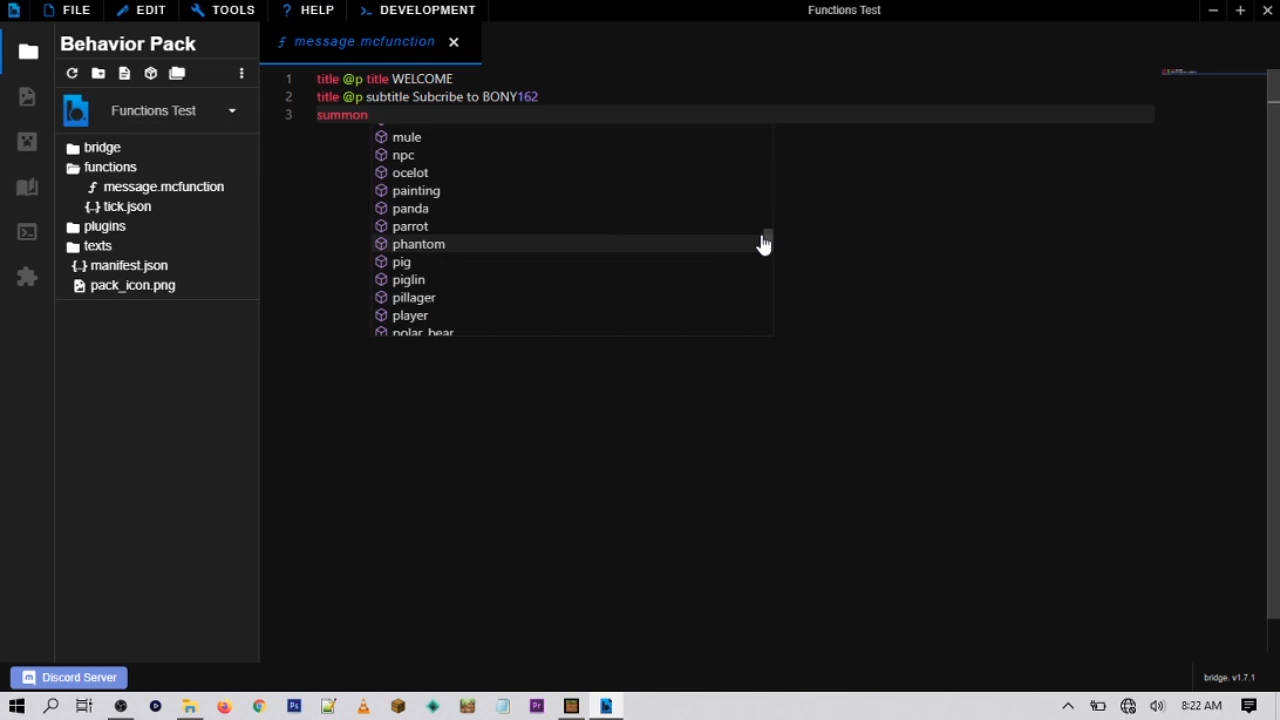 FILE EDIT TOOLS HELP DEVELOPMENT Functions Test
Behavior Pack
message.mcfunction
Functions Test
bridge
functions
message.mcfunction
tick.json
plugins
texts
manifest.json
pack_icon.png
1 title @p title WELCOME
2 title @p subtitle Subcribe to BONY162
3 summon
mule
npc
ocelot
painting
panda
parrot
phantom
pig
piglin
pillager
player
polar_bear
Discord Server
bridge. v1.7.1
8:22 AM